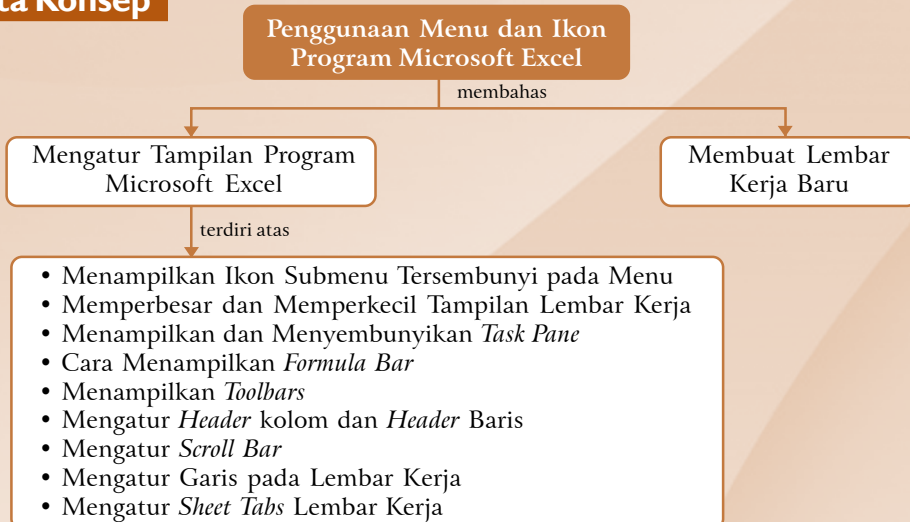 ta Konsep
Penggunaan Menu dan Ikon
Program Microsoft Excel
membahas
Mengatur Tampilan Program
Microsoft Excel
Membuat Lembar
Kerja Baru
terdiri atas
• Menampilkan Ikon Submenu Tersembunyi pada Menu
• Memperbesar dan Memperkecil Tampilan Lembar Kerja
• Menampilkan dan Menyembunyikan Task Pane
• Cara Menampilkan Formula Bar
• Menampilkan Toolbars
• Mengatur Header kolom dan Header Baris
• Mengatur Scroll Bar
• Mengatur Garis pada Lembar Kerja
• Mengatur Sheet Tabs Lembar Kerja